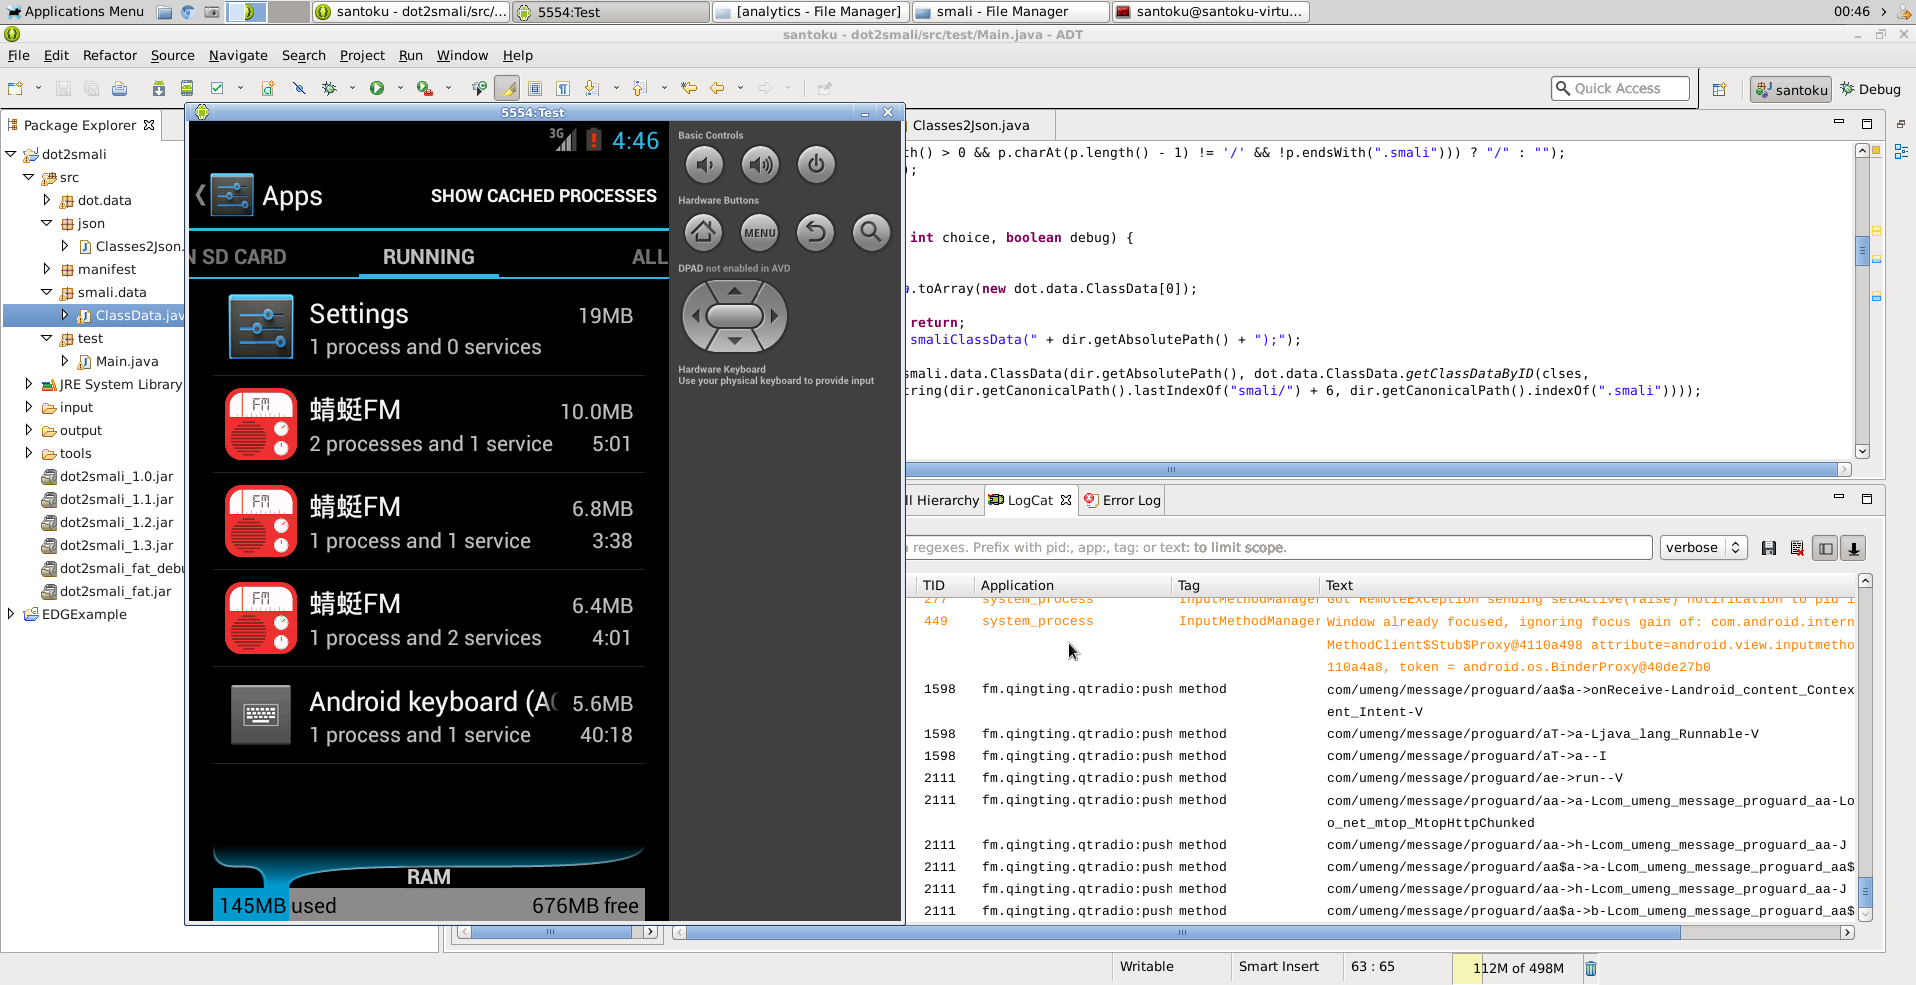 Applications Menu
santoku - dot2smali/src/...
5554:Test
[analytics - File Manager]
smali - File Manager
santoku@santoku-virtu...
00:46
santoku - dot2smali/src/test/Main.java - ADT
File Edit Refactor Source Navigate Search Project Run Window Help
Quick Access
santoku
Debug
Package Explorer
dot2smali
src
dot.data
json
Classes2Json.
manifest
smali.data
ClassData.jav
test
Main.java
JRE System Library
input
output
tools
dot2smali_1.0.jar
dot2smali_1.1.jar
dot2smali_1.2.jar
dot2smali_1.3.jar
dot2smali_fat_debu
dot2smali_fat.jar
EDGExample
5554:Test
3G
4:46
Apps
SHOW CACHED PROCESSES
N SD CARD
RUNNING
ALL
Settings 19MB
1 process and 0 services
FM
蜻蜓FM 10.0MB
2 processes and 1 service 5:01
FM
蜻蜓FM 6.8MB
1 process and 1 service 3:38
FM
蜻蜓FM 6.4MB
1 process and 2 services 4:01
Android keyboard (AO 5.6MB
1 process and 1 service 40:18
RAM
145MB used 676MB free
Basic Controls
Hardware Buttons
MENU
DPAD not enabled in AVD
Hardware Keyboard
Use your physical keyboard to provide input
Classes2Json.java
th() > 0 && p.charAt(p.length() - 1) != '/' && !p.endsWith(".smali"))) ? "/" : "");
);
int choice, boolean debug) {
.toArray(new dot.data.ClassData[0]);
return;
smaliClassData(" + dir.getAbsolutePath() + ");");
smali.data.ClassData(dir.getAbsolutePath(), dot.data.ClassData.getClassDataByID(clses,
tring(dir.getCanonicalPath().lastIndexOf("smali/") + 6, dir.getCanonicalPath().indexOf(".smali"))));
ll Hierarchy
LogCat
Error Log
regexes. Prefix with pid:, app:, tag: or text: to limit scope.
verbose
TID Application Tag Text
277 system_process InputMethodManager Got RemoteException sending setActive(false) notification to pid 1
449 system_process InputMethodManager Window already focused, ignoring focus gain of: com.android.intern
MethodClient$Stub$Proxy@4110a498 attribute=android.view.inputmetho
110a4a8, token = android.os.BinderProxy@40de27b0
1598 fm.qingting.qtradio:push method com/umeng/message/proguard/aa$a->onReceive-Landroid_content_Contex
ent_Intent-V
1598 fm.qingting.qtradio:push method com/umeng/message/proguard/aT->a-Ljava_lang_Runnable-V
1598 fm.qingting.qtradio:push method com/umeng/message/proguard/aT->a--I
2111 fm.qingting.qtradio:push method com/umeng/message/proguard/ae->run--V
2111 fm.qingting.qtradio:push method com/umeng/message/proguard/aa->a-Lcom_umeng_message_proguard_aa-Lo
o_net_mtop_MtopHttpChunked
2111 fm.qingting.qtradio:push method com/umeng/message/proguard/aa->h-Lcom_umeng_message_proguard_aa-J
2111 fm.qingting.qtradio:push method com/umeng/message/proguard/aa$a->a-Lcom_umeng_message_proguard_aa$
2111 fm.qingting.qtradio:push method com/umeng/message/proguard/aa->h-Lcom_umeng_message_proguard_aa-J
2111 fm.qingting.qtradio:push method com/umeng/message/proguard/aa$a->b-Lcom_umeng_message_proguard_aa$
Writable
Smart Insert
63 : 65
112M of 498M